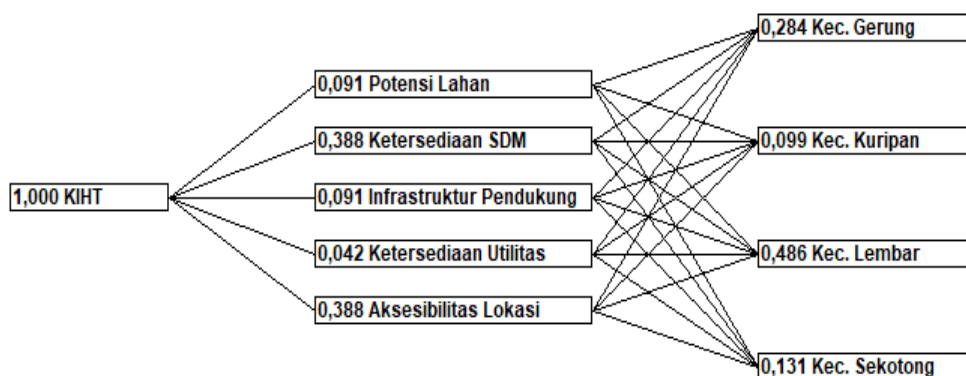 1,000 KIHT
0,091 Potensi Lahan
0,388 Ketersediaan SDM
0,091 Infrastruktur Pendukung
0,042 Ketersediaan Utilitas
0,388 Aksesibilitas Lokasi
0,284 Kec. Gerung
0,099 Kec. Kuripan
0,486 Kec. Lembar
0,131 Kec. Sekotong